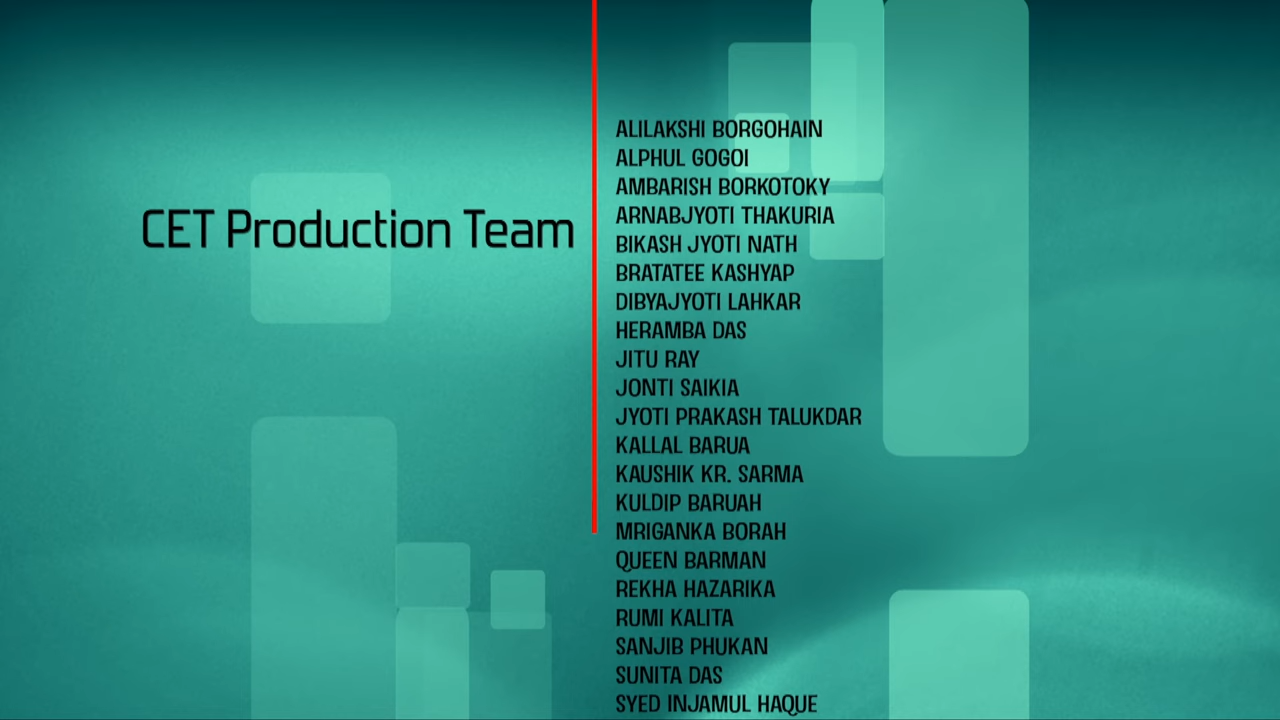 CET Production Team
ALILAKSHI BORGOHAIN
ALPHUL GOGOI
AMBARISH BORKOTOKY
ARNABJYOTI THAKURIA
BIKASH JYOTI NATH
BRATATEE KASHYAP
DIBYAJYOTI LAHKAR
HERAMBA DAS
JITU RAY
JONTI SAIKIA
JYOTI PRAKASH TALUKDAR
KALLAL BARUA
KAUSHIK KR. SARMA
KULDIP BARUAH
MRIGANKA BORAH
QUEEN BARMAN
REKHA HAZARIKA
RUMI KALITA
SANJIB PHUKAN
SUNITA DAS
SYED INJAMUL HAQUE